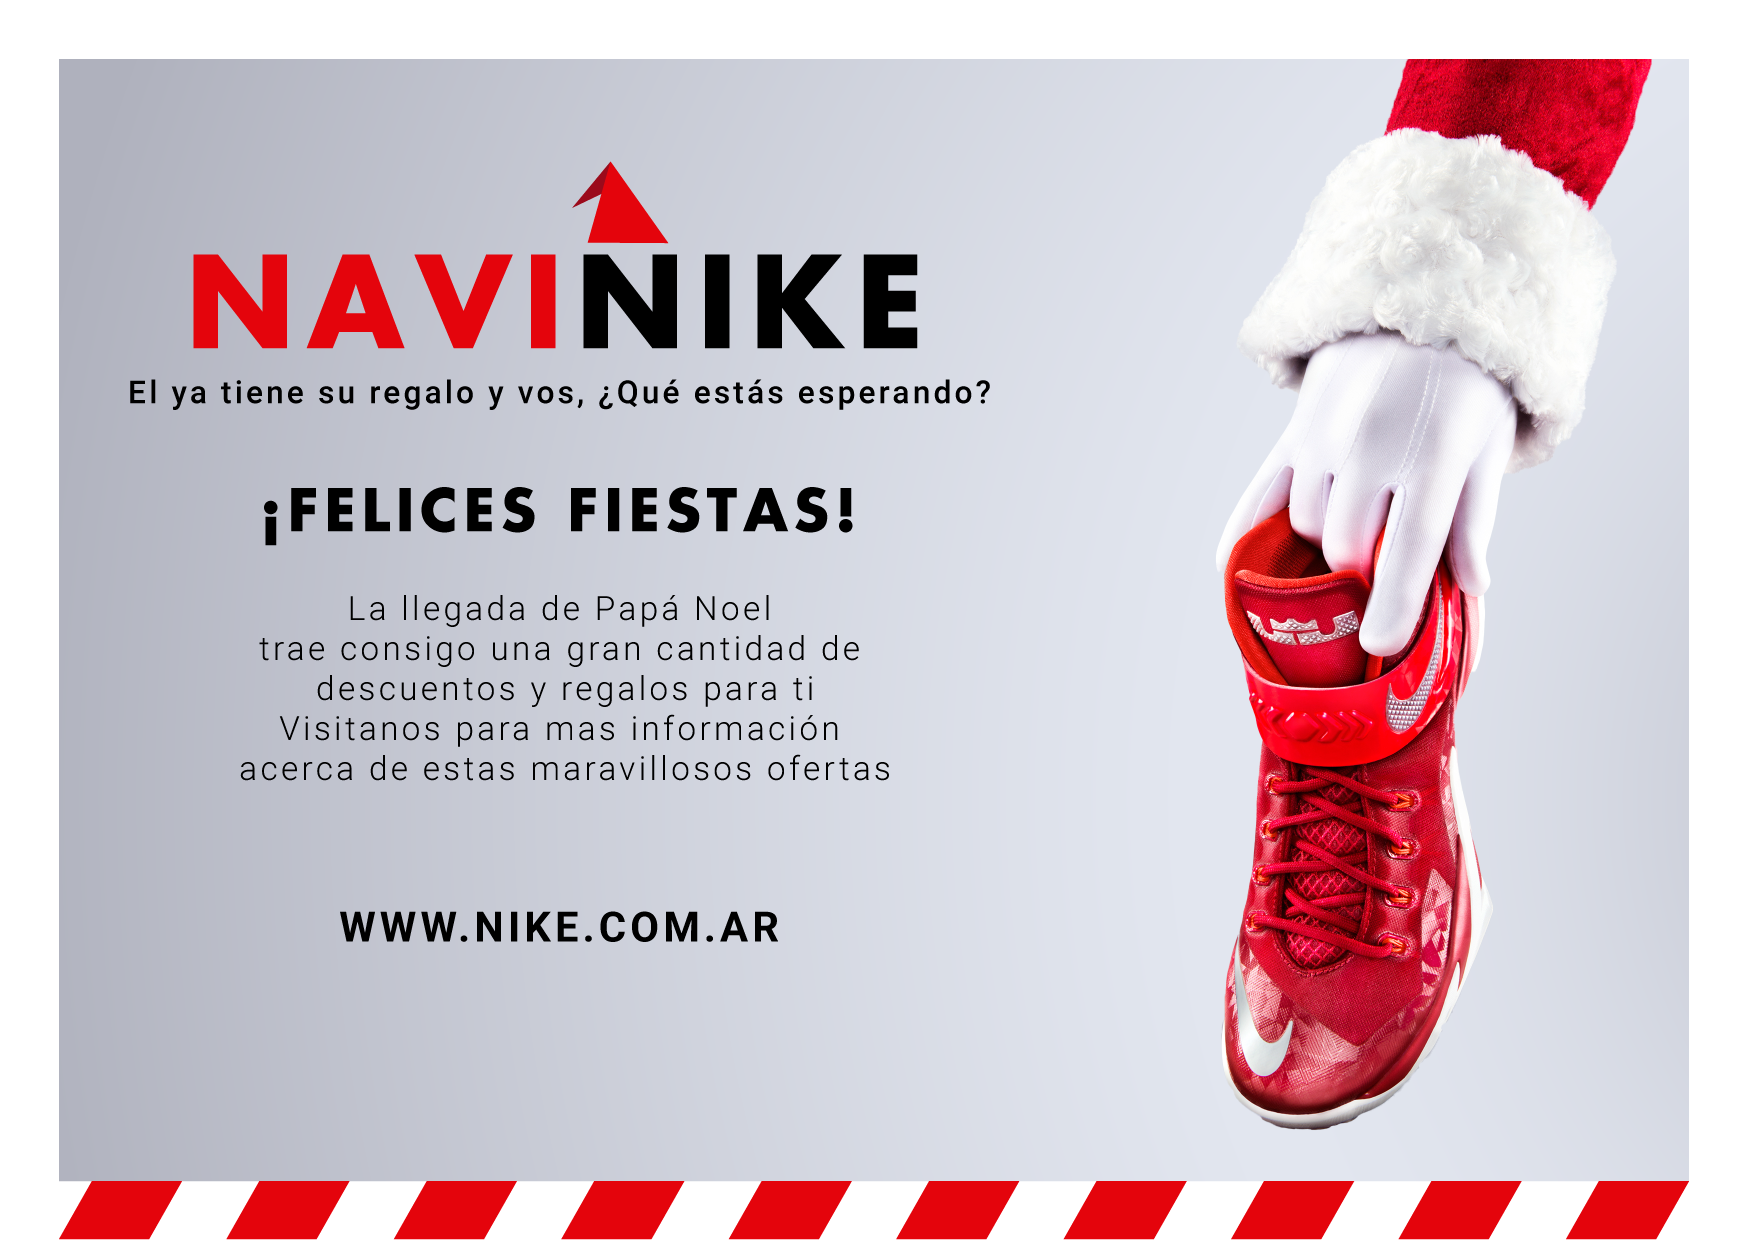 NAVINIKE
El ya tiene su regalo y vos, ¿Qué estás esperando?
¡FELICES FIESTAS!
La llegada de Papá Noel
trae consigo una gran cantidad de
descuentos y regalos para ti
Visitanos para mas información
acerca de estas maravillosos ofertas
WWW.NIKE.COM.AR